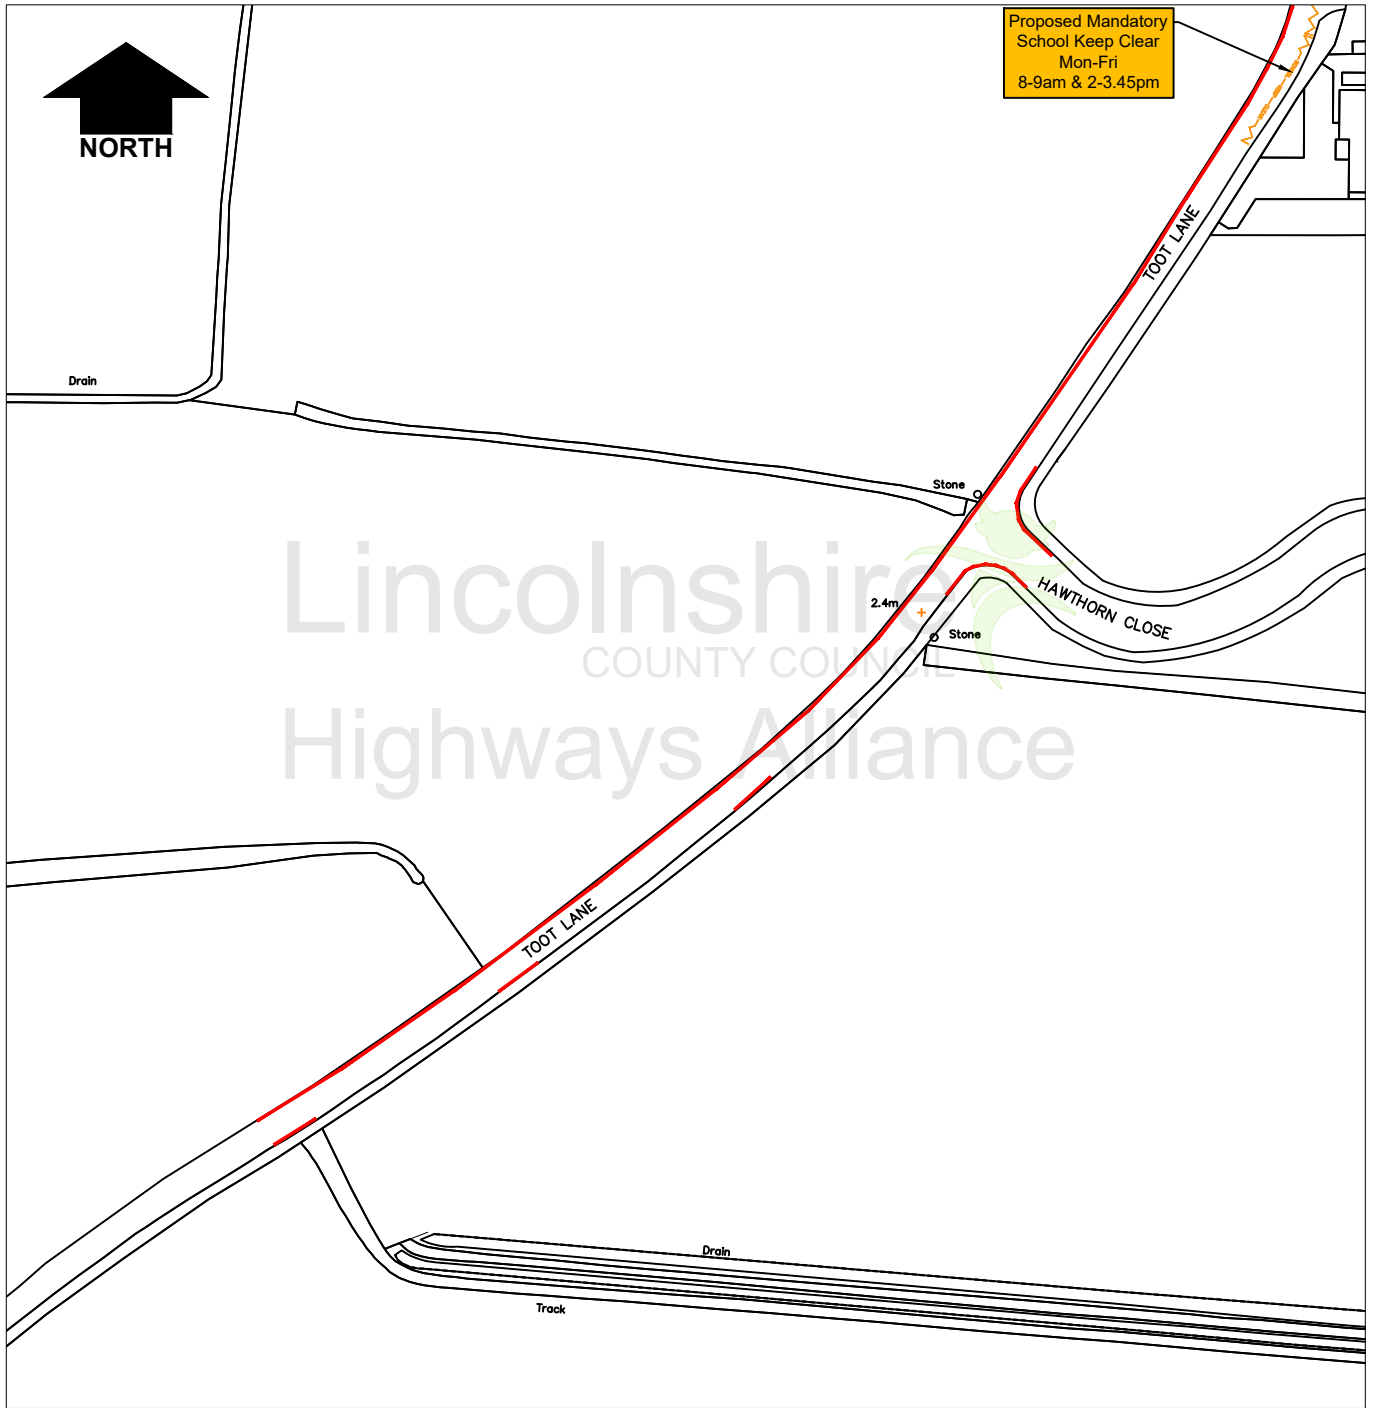 Proposed Mandatory
School Keep Clear
Mon-Fri
8-9am & 2-3.45pm
NORTH
TOOT LANE
Drain
Stone
Lincolnshire
HAWTHORN CLOSE
2.4m
Stone
COUNTY COUNCIL
Highways Alliance
TOOT LANE
Drain
Track